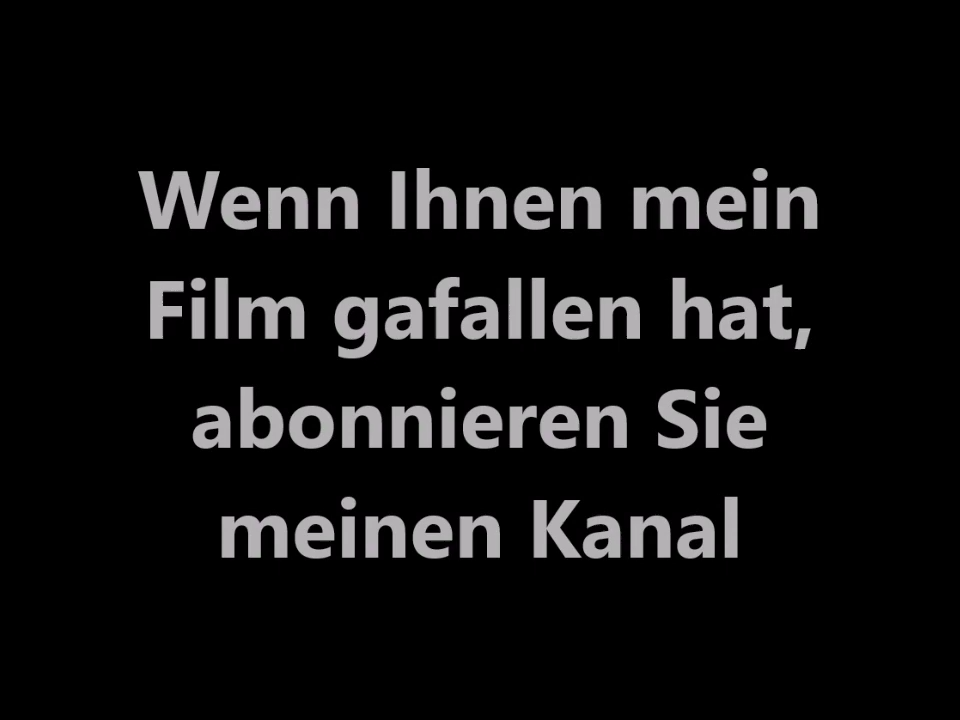 Wenn Ihnen mein
Film gafallen hat,
abonnieren Sie
meinen Kanal